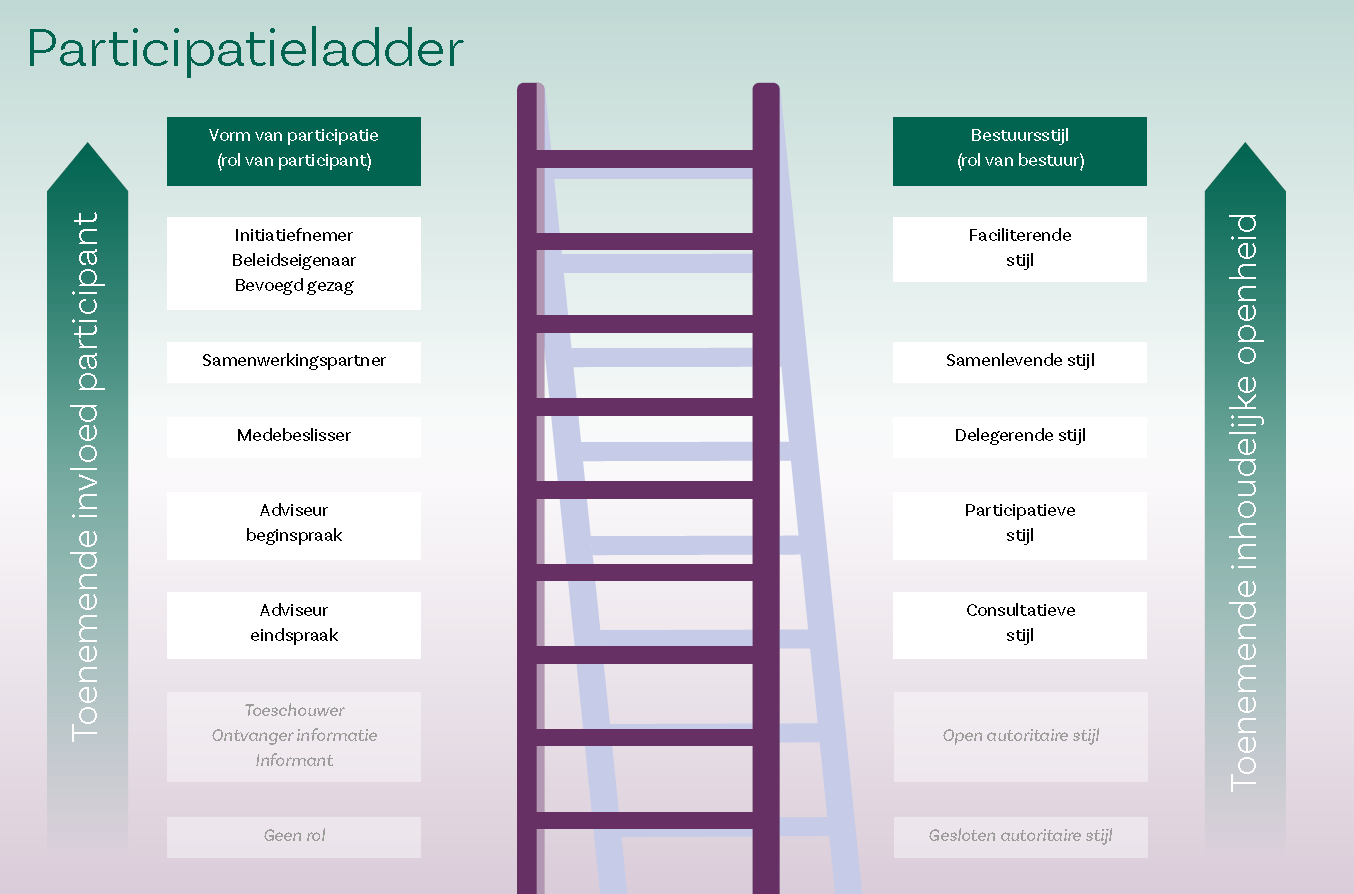 Participatieladder
Toenemende invloed participant
Vorm van participatie
(rol van participant)
Initiatiefnemer
Beleidseigenaar
Bevoegd gezag
Samenwerkingspartner
Medebeslisser
Adviseur
beginspraak
Adviseur
eindspraak
Toeschouwer
Ontvanger informatie
Informant
Geen rol
Bestuursstijl
(rol van bestuur)
Faciliterende
stijl
Samenlevende stijl
Delegerende stijl
Participatieve
stijl
Consultatieve
stijl
Open autoritaire stijl
Gesloten autoritaire stijl
Toenemende inhoudelijke openheid